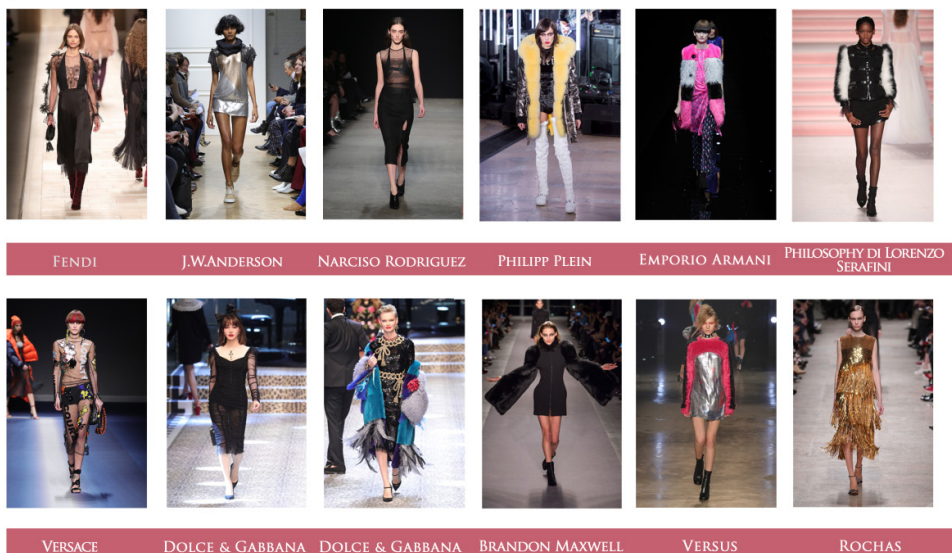 Fendi
J.W.Anderson
Narciso Rodriguez
Philipp Plein
Emporio Armani
Philosophy di Lorenzo
Serafini
Versace
Dolce & Gabbana
Dolce & Gabbana
Brandon Maxwell
Versus
Rochas